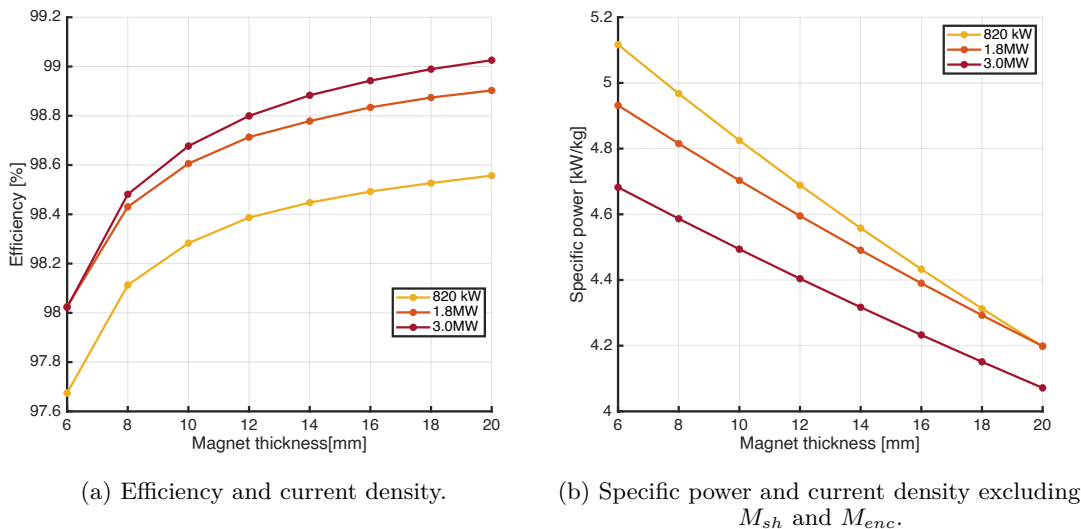 99.2
99
98.8
98.6
98.4
98.2
98
97.8
97.6
Efficiency [%]
6 8 10 12 14 16 18 20
Magnet thickness[mm]
820 kW
1.8MW
3.0MW
(a) Efficiency and current density.
5.2
5
4.8
4.6
4.4
4.2
4
Specific power [kW/kg]
6 8 10 12 14 16 18 20
Magnet thickness[mm]
820 kW
1.8MW
3.0MW
(b) Specific power and current density excluding
M_{sh} and M_{enc}.